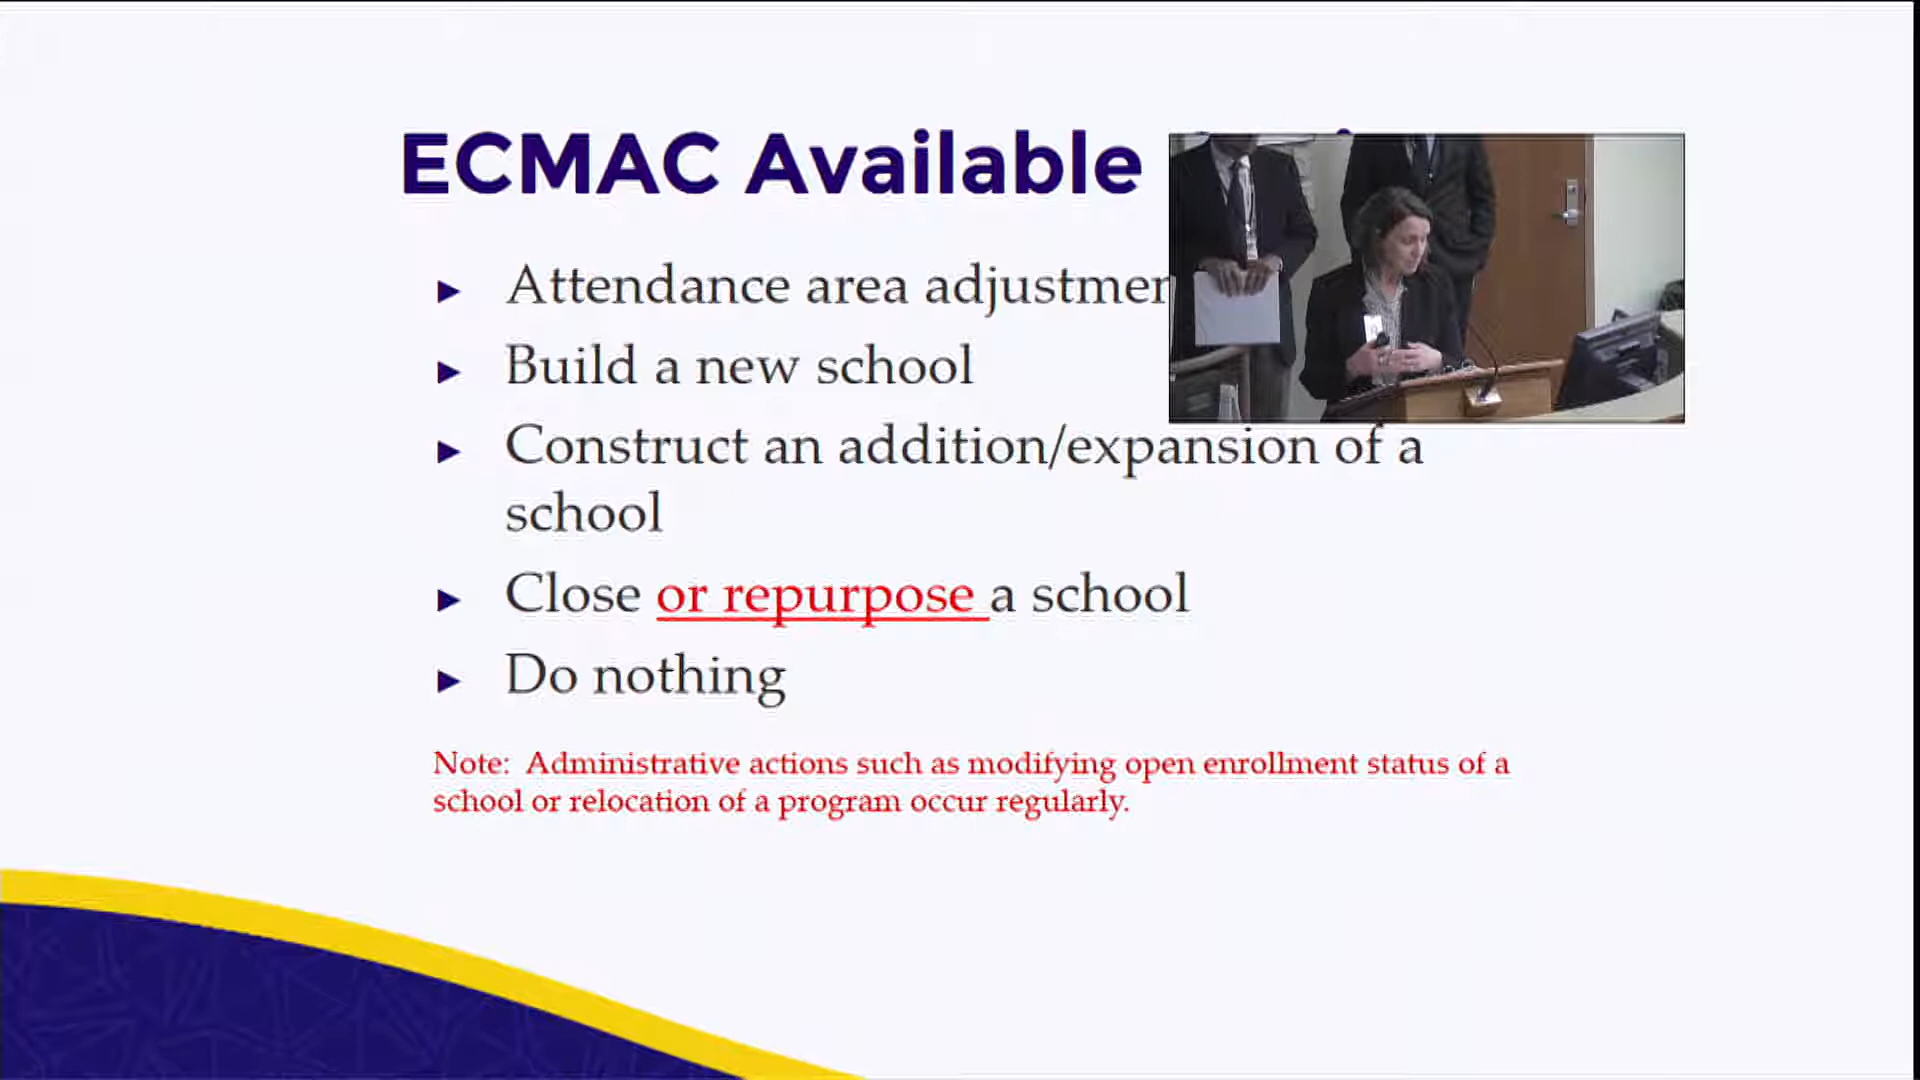 ECMAC Available
► Attendance area adjustmen
► Build a new school
► Construct an addition/expansion of a
school
► Close or repurpose a school
► Do nothing
Note: Administrative actions such as modifying open enrollment status of a
school or relocation of a program occur regularly.